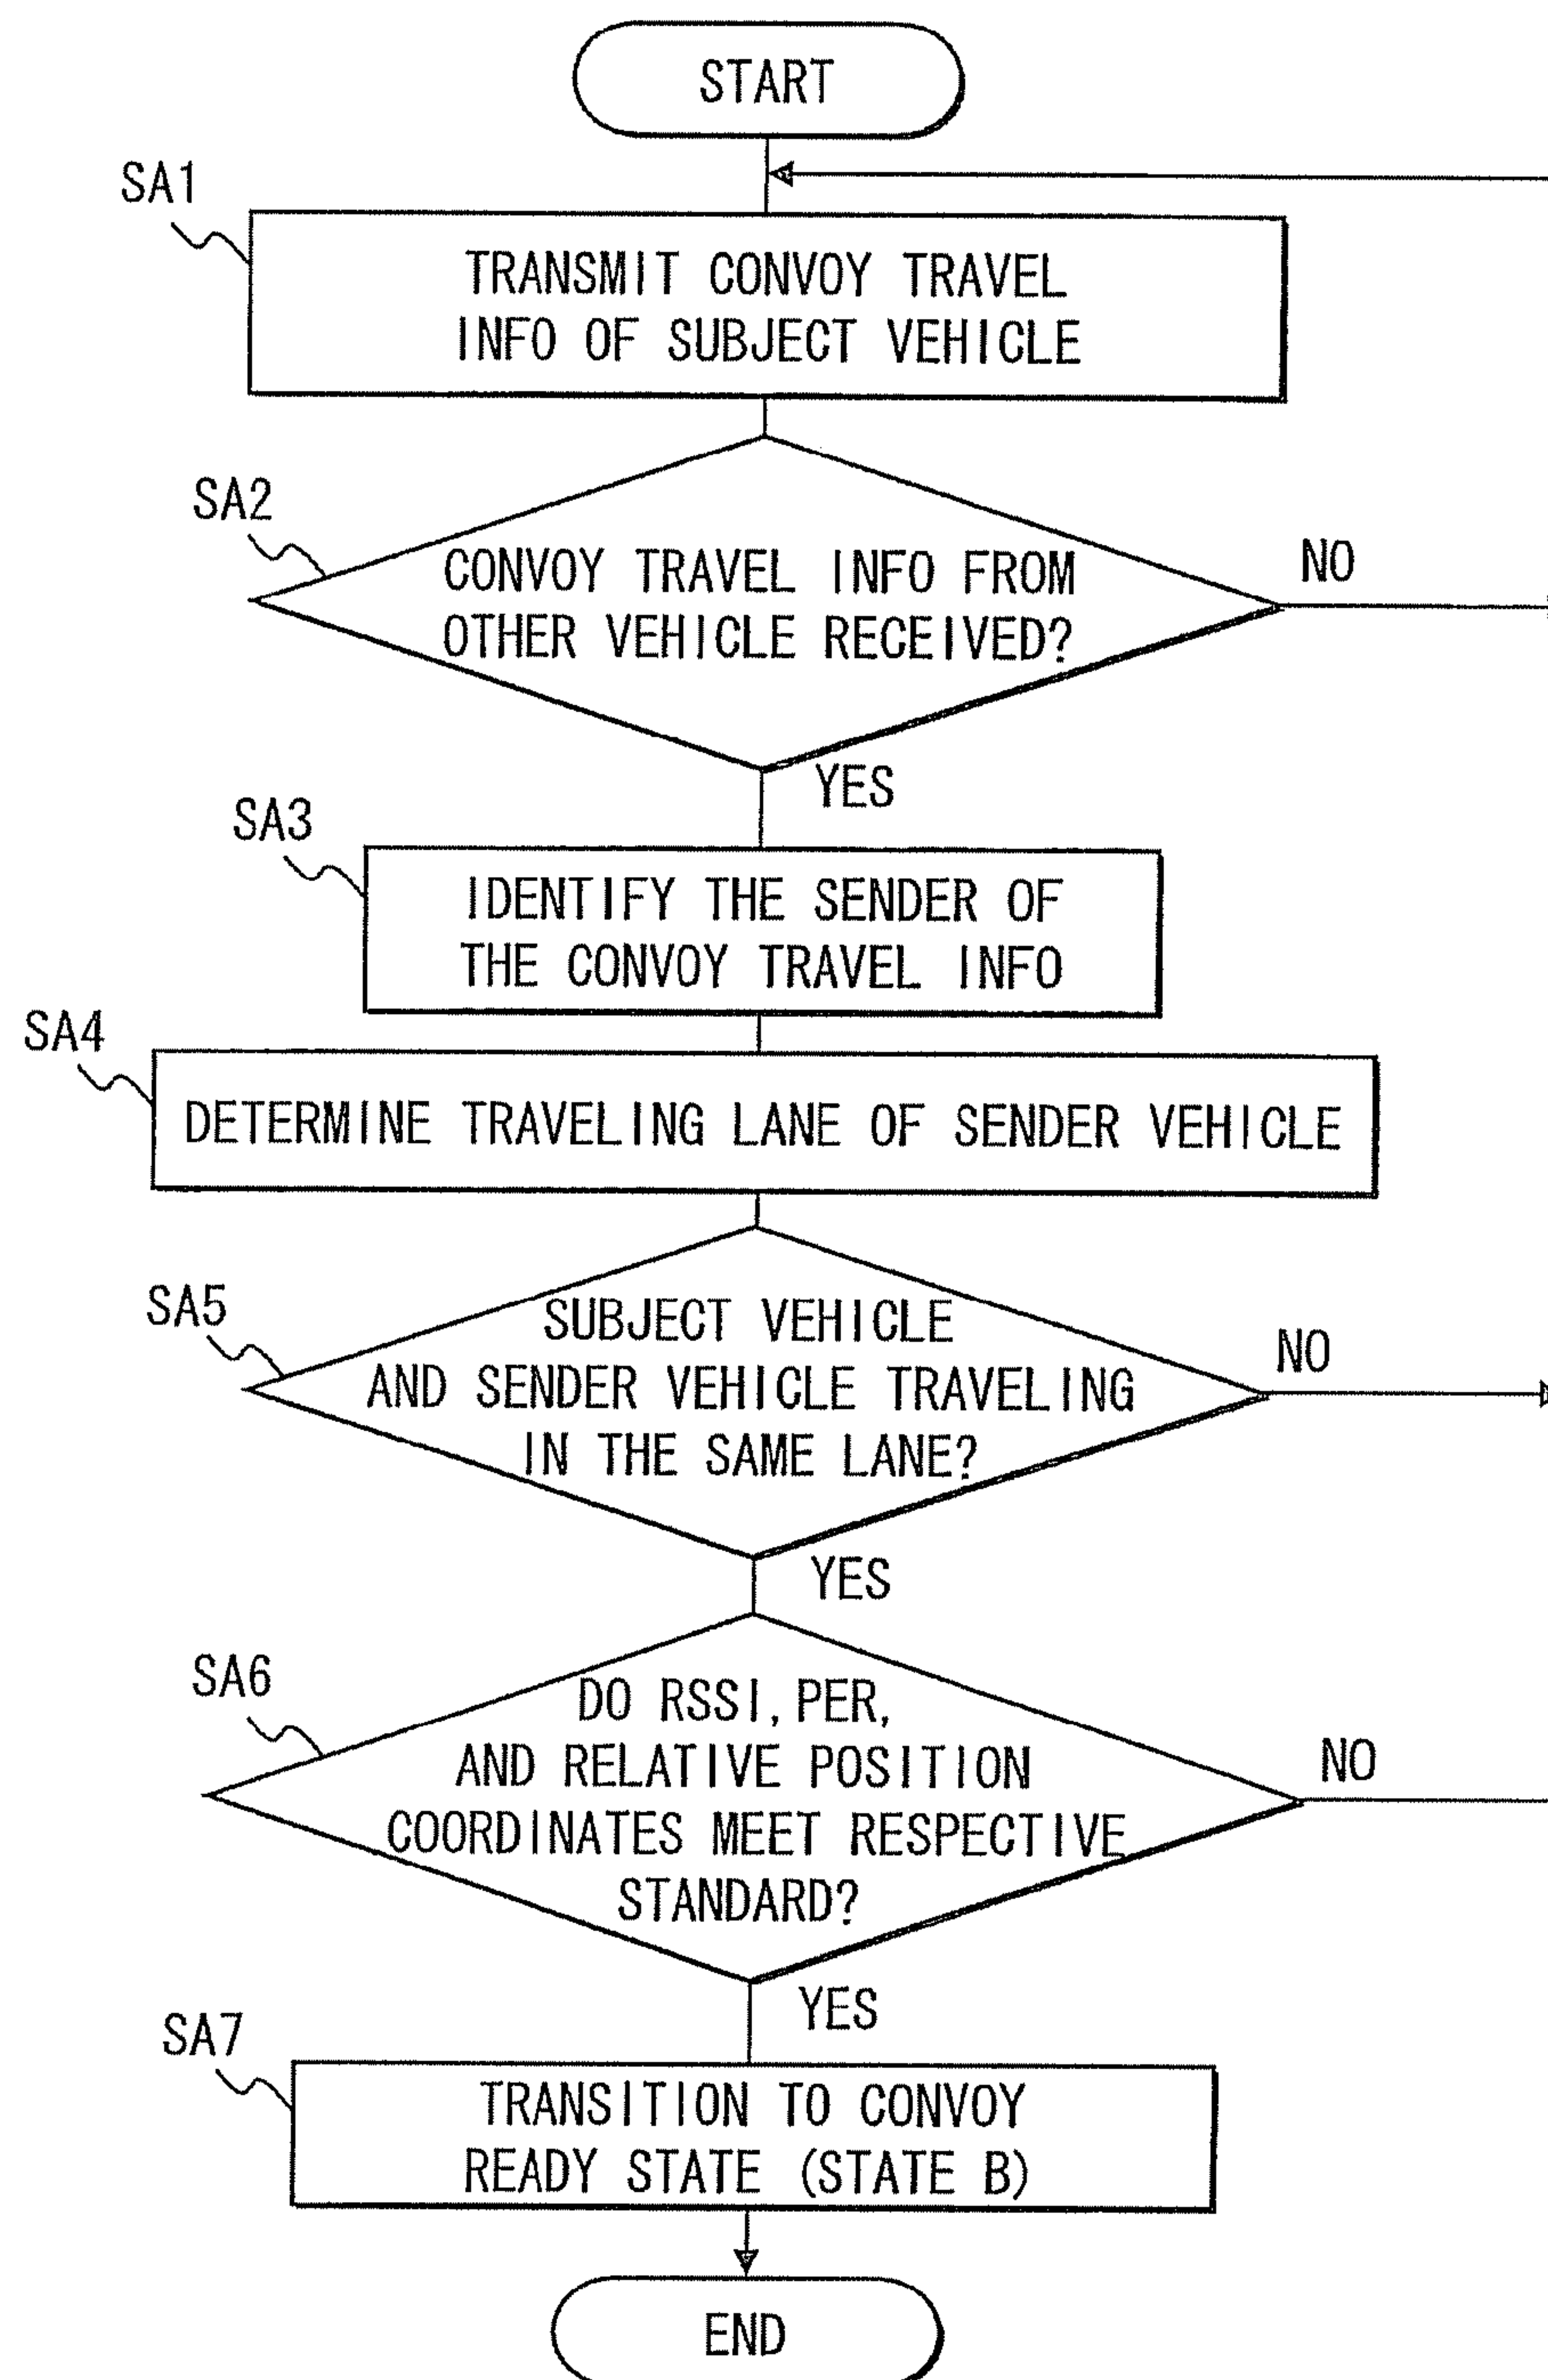 START
SA1
TRANSMIT CONVOY TRAVEL
INFO OF SUBJECT VEHICLE
SA2
CONVOY TRAVEL INFO FROM
OTHER VEHICLE RECEIVED?
NO
YES
SA3
IDENTIFY THE SENDER OF
THE CONVOY TRAVEL INFO
SA4
DETERMINE TRAVELING LANE OF SENDER VEHICLE
SA5
SUBJECT VEHICLE
AND SENDER VEHICLE TRAVELING
IN THE SAME LANE?
NO
YES
SA6
DO RSSI, PER,
AND RELATIVE POSITION
COORDINATES MEET RESPECTIVE
STANDARD?
NO
YES
SA7
TRANSITION TO CONVOY
READY STATE (STATE B)
END